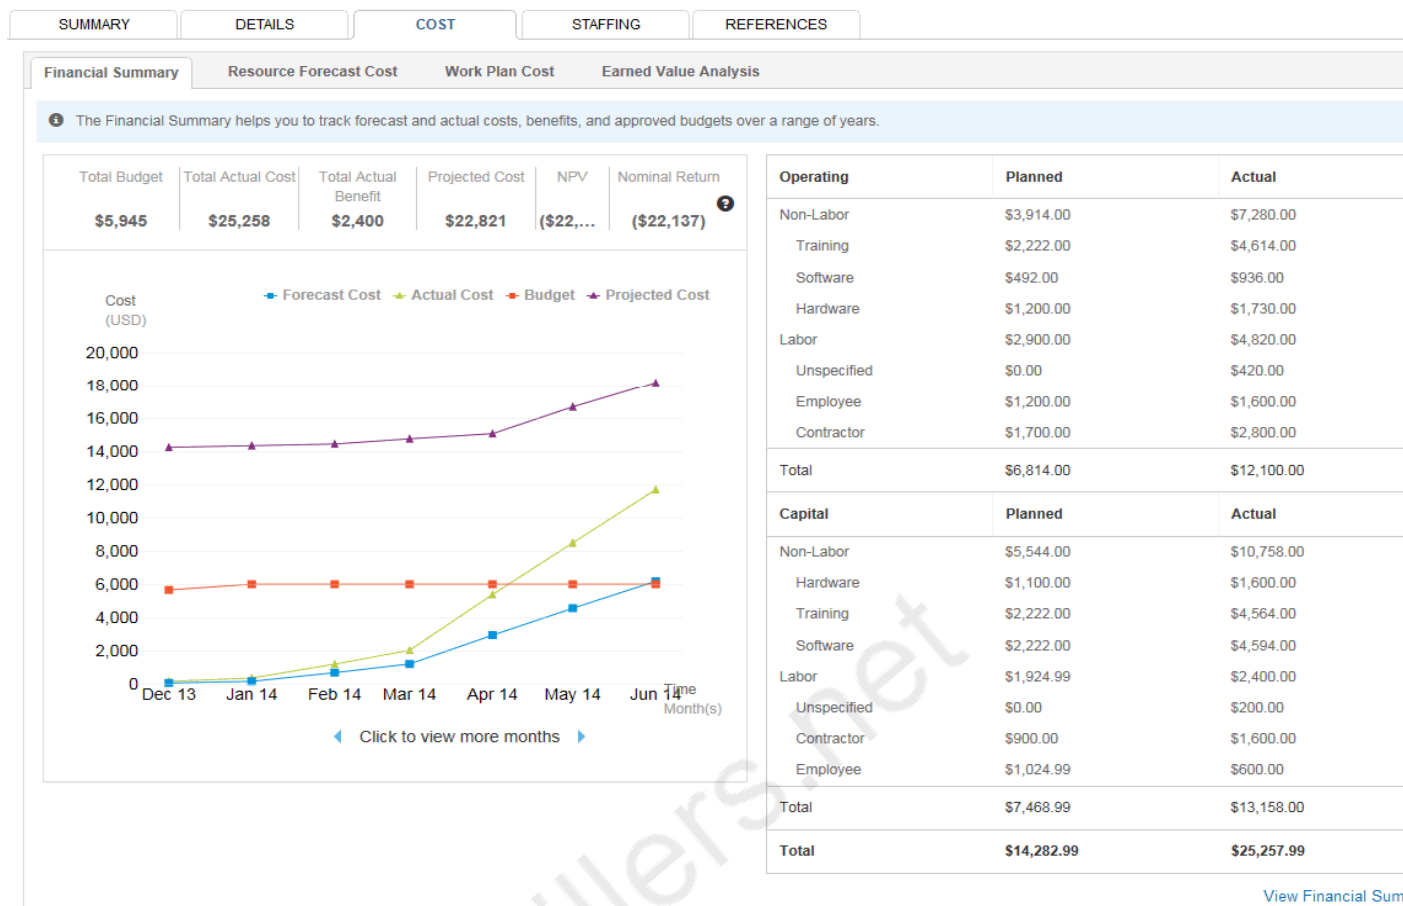 SUMMARY DETAILS COST STAFFING REFERENCES
Financial Summary Resource Forecast Cost Work Plan Cost Earned Value Analysis
The Financial Summary helps you to track forecast and actual costs, benefits, and approved budgets over a range of years.
Total Budget Total Actual Cost Total Actual Benefit Projected Cost NPV Nominal Return
$5,945 $25,258 $2,400 $22,821 ($22,... ($22,137)
?
Cost
(USD)
Forecast Cost Actual Cost Budget Projected Cost
20,000
18,000
16,000
14,000
12,000
10,000
8,000
6,000
4,000
2,000
0
Dec 13 Jan 14 Feb 14 Mar 14 Apr 14 May 14 Jun 14
Time
Month(s)
Click to view more months
Operating Planned Actual
Non-Labor $3,914.00 $7,280.00
Training $2,222.00 $4,614.00
Software $492.00 $936.00
Hardware $1,200.00 $1,730.00
Labor $2,900.00 $4,820.00
Unspecified $0.00 $420.00
Employee $1,200.00 $1,600.00
Contractor $1,700.00 $2,800.00
Total $6,814.00 $12,100.00
Capital Planned Actual
Non-Labor $5,544.00 $10,758.00
Hardware $1,100.00 $1,600.00
Training $2,222.00 $4,564.00
Software $2,222.00 $4,594.00
Labor $1,924.99 $2,400.00
Unspecified $0.00 $200.00
Contractor $900.00 $1,600.00
Employee $1,024.99 $600.00
Total $7,468.99 $13,158.00
Total $14,282.99 $25,257.99
View Financial Sum
illers.net